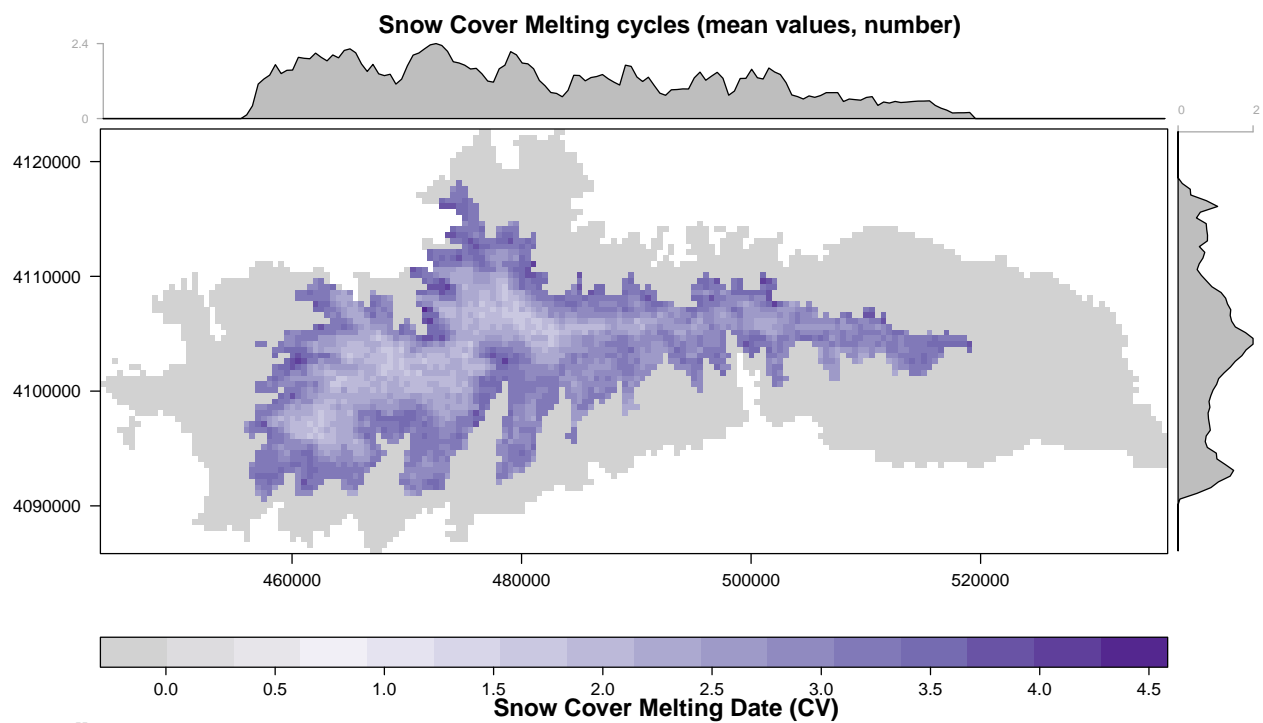 Snow Cover Melting cycles (mean values, number)
2.4
0
0 2
4120000
4110000
4100000
4090000
460000 480000 500000 520000
0.0 0.5 1.0 1.5 2.0 2.5 3.0 3.5 4.0 4.5
Snow Cover Melting Date (CV)